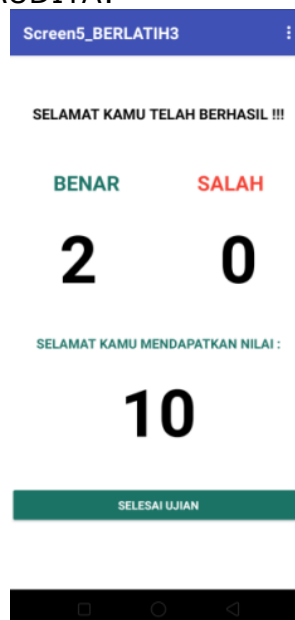 Screen5_BERLATIH3
SELAMAT KAMU TELAH BERHASIL !!!
BENAR SALAH
2 0
SELAMAT KAMU MENDAPATKAN NILAI :
10
SELESAI UJIAN